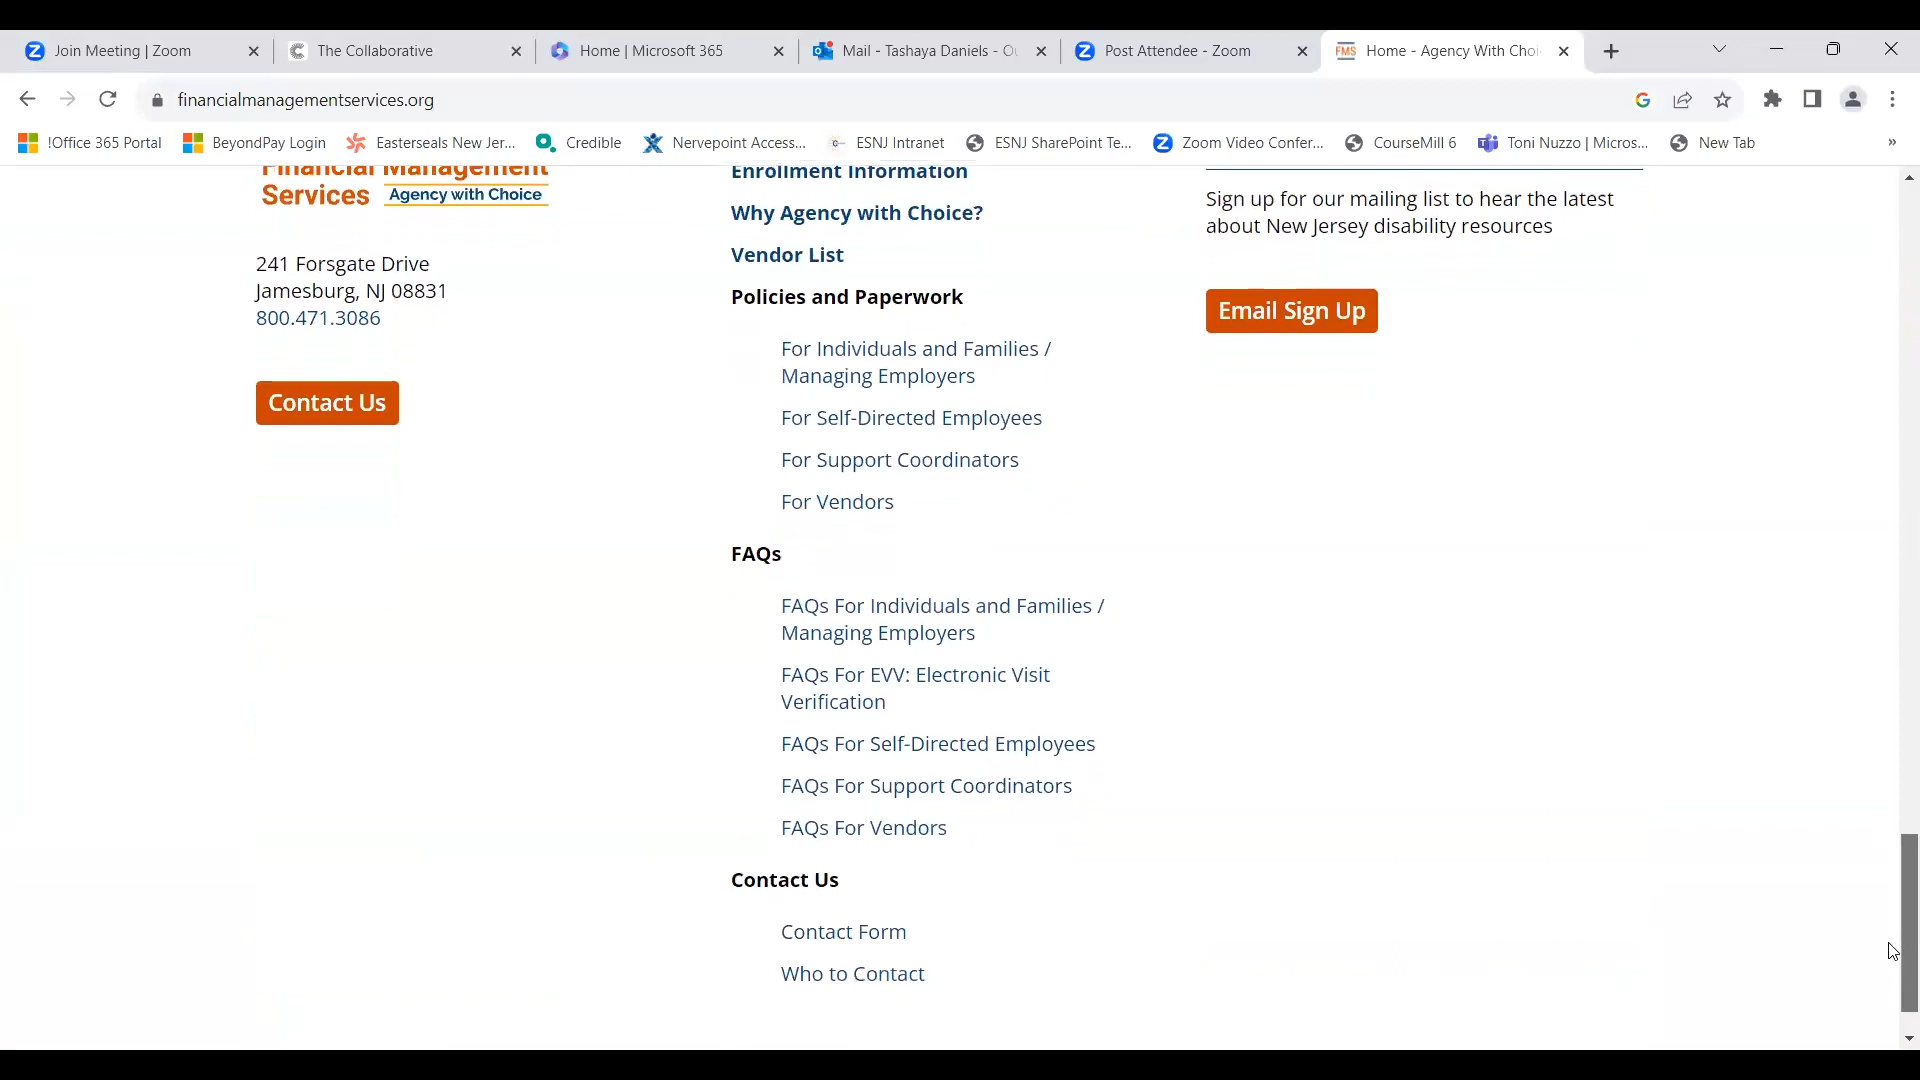 Join Meeting | Zoom
The Collaborative
Home | Microsoft 365
Mail - Tashaya Daniels - Ou
Post Attendee - Zoom
FMS
Home - Agency With Choi
financialmanagementservices.org
!Office 365 Portal
BeyondPay Login
Easterseals New Jer...
Credible
Nervepoint Access...
ESNJ Intranet
ESNJ SharePoint Te...
Zoom Video Confer...
CourseMill 6
Toni Nuzzo | Micros...
New Tab
»
Financial Management
Services
Agency with Choice
241 Forsgate Drive
Jamesburg, NJ 08831
800.471.3086
Contact Us
Enrollment Information
Why Agency with Choice?
Vendor List
Policies and Paperwork
For Individuals and Families /
Managing Employers
For Self-Directed Employees
For Support Coordinators
For Vendors
FAQs
FAQs For Individuals and Families /
Managing Employers
FAQs For EVV: Electronic Visit
Verification
FAQs For Self-Directed Employees
FAQs For Support Coordinators
FAQs For Vendors
Contact Us
Contact Form
Who to Contact
Sign up for our mailing list to hear the latest
about New Jersey disability resources
Email Sign Up